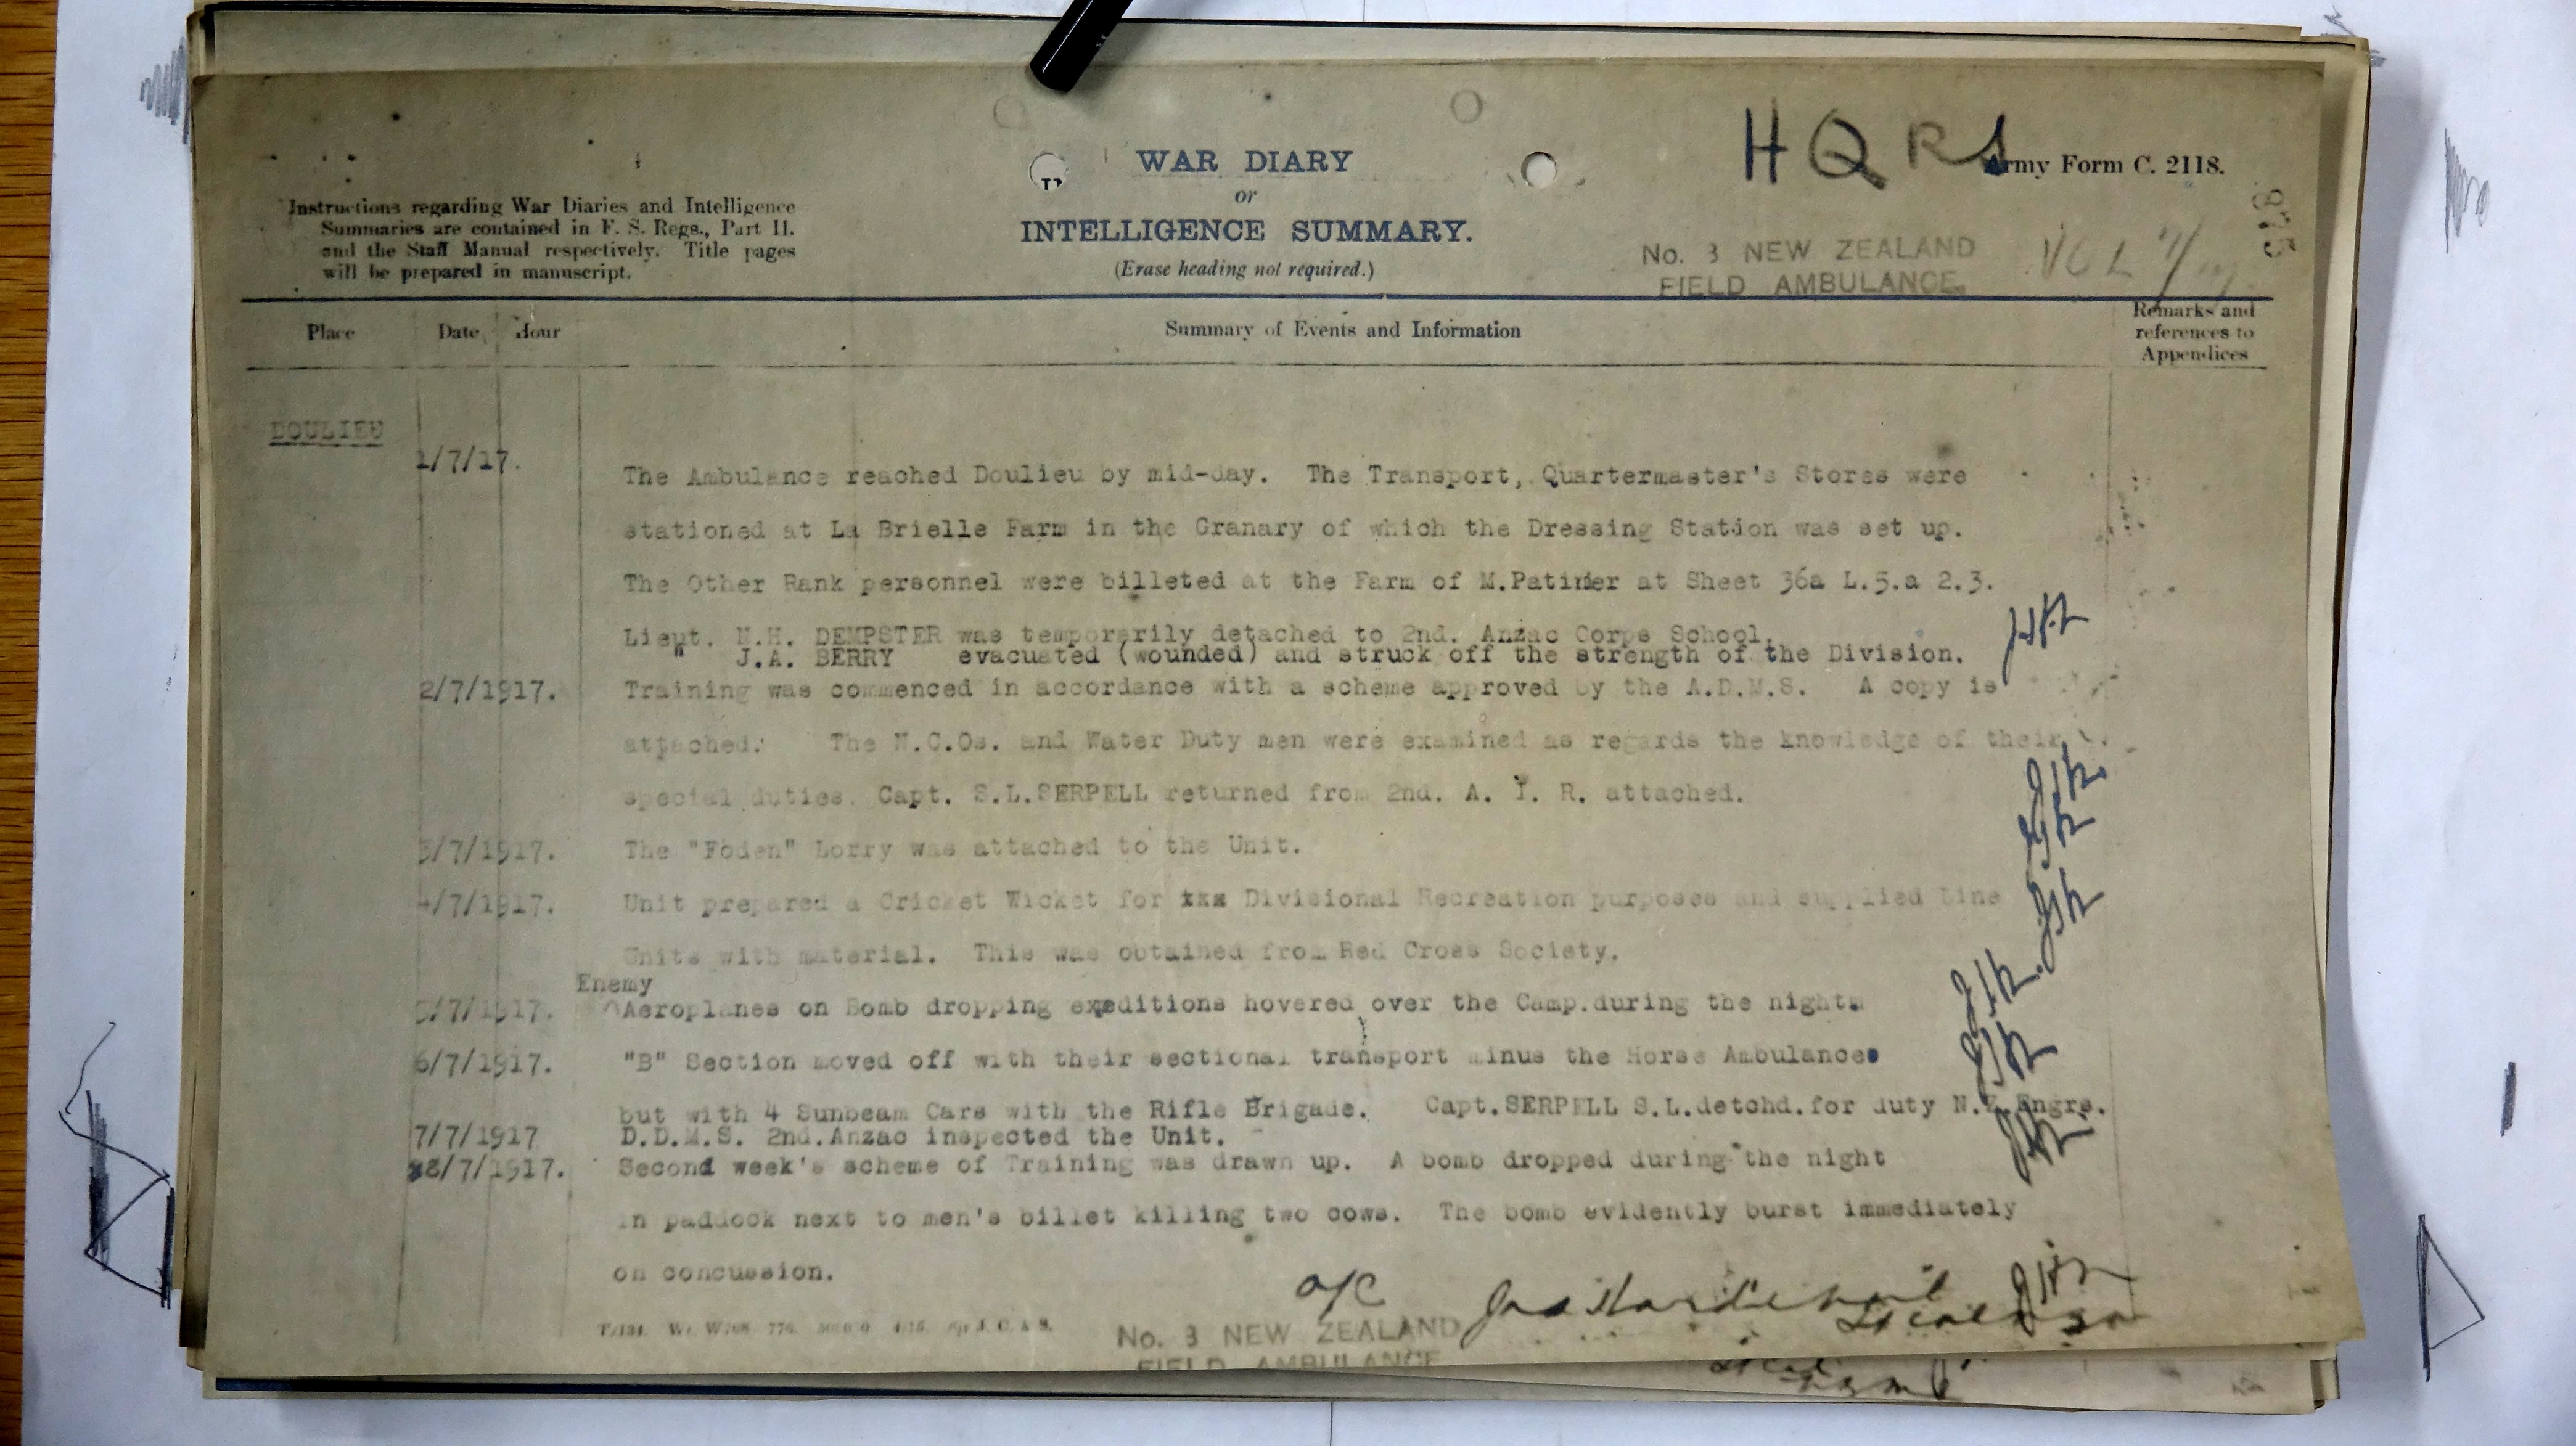 HQRS
Army Form C. 2118.
WAR DIARY
or
INTELLIGENCE SUMMARY.
(Erase heading not required.)
Instructions regarding War Diaries and Intelligence
Summaries are contained in F. S. Regs., Part II.
and the Staff Manual respectively. Title pages
will be prepared in manuscript.
No. 3 NEW ZEALAND
FIELD AMBULANCE.
VOL
Place Date Hour Summary of Events and Information Remarks and
references to
Appendices
DOULIEU
1/7/17. The Ambulance reached Doulieu by mid-day. The Transport, Quartermaster's Stores were
stationed at La Brielle Farm in the Granary of which the Dressing Station was set up.
The Other Rank personnel were billeted at the Farm of M.Patinier at Sheet 36a L.5.a 2.3.
Lieut. N.H. DEMPSTER was temporarily detached to 2nd. Anzac Corps School.
" J.A. BERRY evacuated (wounded) and struck off the strength of the Division.
2/7/1917. Training was commenced in accordance with a scheme approved by the A.D.M.S. A copy is
attached. The N.C.Os. and Water Duty men were examined as regards the knowledge of their
special duties. Capt. S.L.SERPELL returned from 2nd. A. I. R. attached.
3/7/1917. The "Foden" Lorry was attached to the Unit.
4/7/1917. Unit prepared a Cricket Wicket for xxx Divisional Recreation purposes and supplied Line
Units with material. This was obtained from Red Cross Society.
Enemy
5/7/1917. Aeroplanes on Bomb dropping expditions hovered over the Camp.during the night.
6/7/1917. "B" Section moved off with their sectional transport minus the Horse Ambulances
but with 4 Sunbeam Cars with the Rifle Brigade. Capt.SERPELL S.L.detchd.for duty N.Z Engrs.
7/7/1917 D.D.M.S. 2nd.Anzac inspected the Unit.
8/7/1917. Second week's scheme of Training was drawn up. A bomb dropped during the night
in paddock next to men's billet killing two cows. The bomb evidently burst immediately
on concussion.
O/C
No. 3 NEW ZEALAND
FIELD AMBULANCE